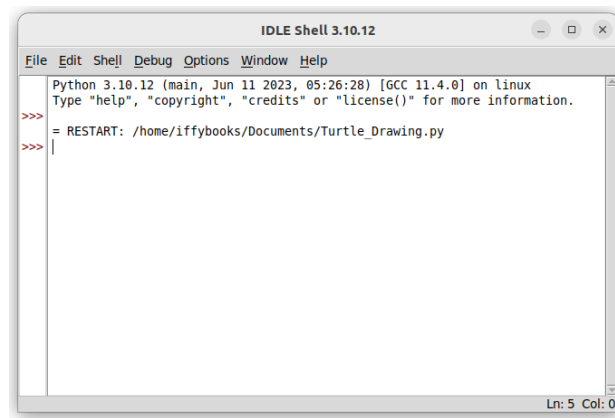 IDLE Shell 3.10.12
File Edit Shell Debug Options Window Help
Python 3.10.12 (main, Jun 11 2023, 05:26:28) [GCC 11.4.0] on linux
Type "help", "copyright", "credits" or "license()" for more information.
>>>
= RESTART: /home/iffybooks/Documents/Turtle_Drawing.py
>>>
Ln: 5 Col: 0